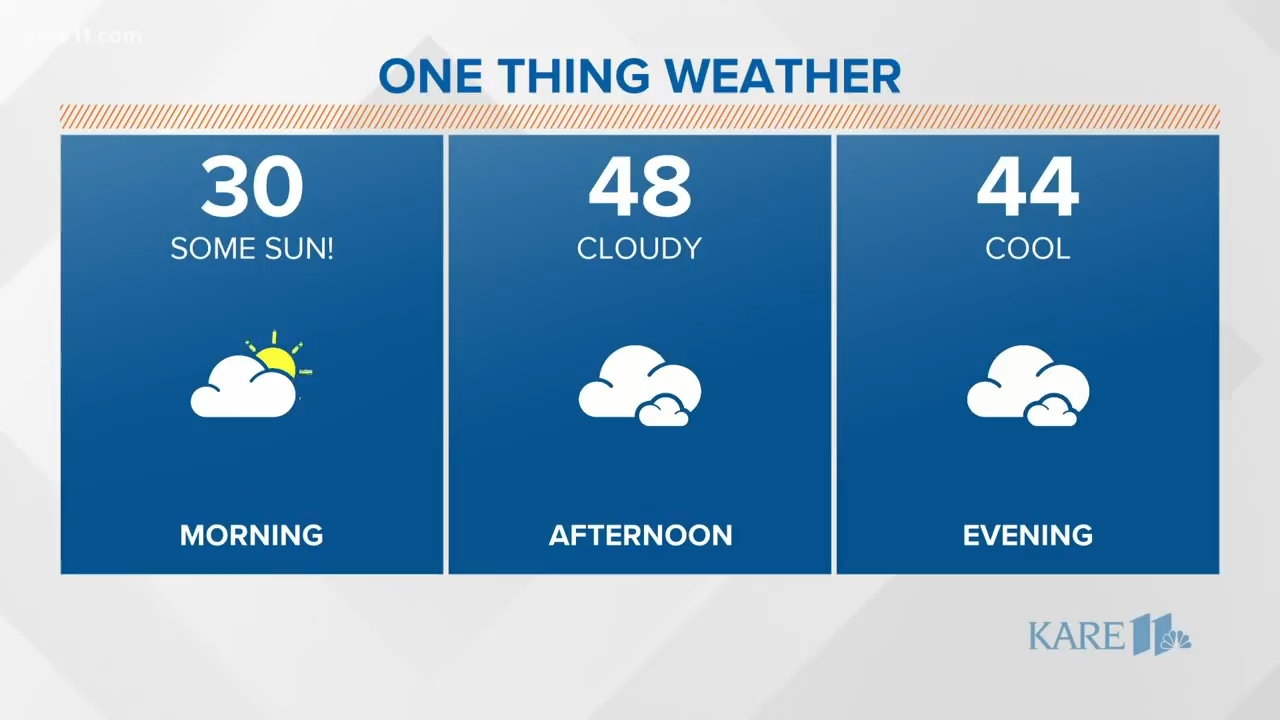 ONE THING WEATHER
30
SOME SUN!
MORNING
48
CLOUDY
AFTERNOON
44
COOL
EVENING
KARE 11